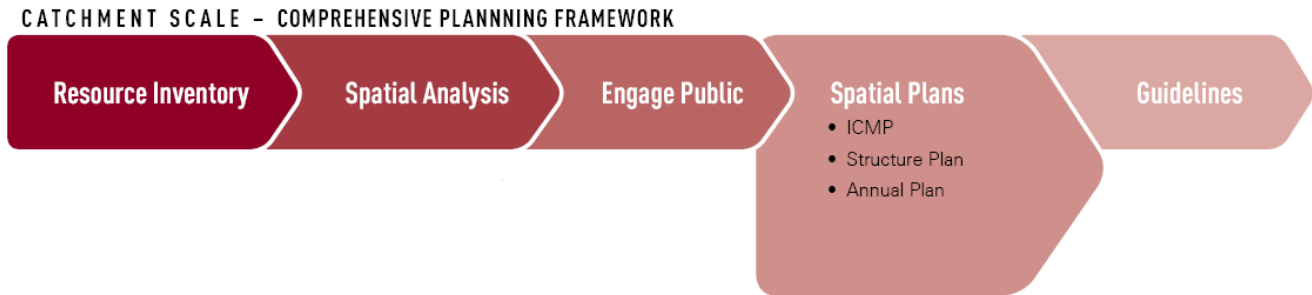 CATCHMENT SCALE – COMPREHENSIVE PLANNNING FRAMEWORK
Resource Inventory
Spatial Analysis
Engage Public
Spatial Plans
• ICMP
• Structure Plan
• Annual Plan
Guidelines